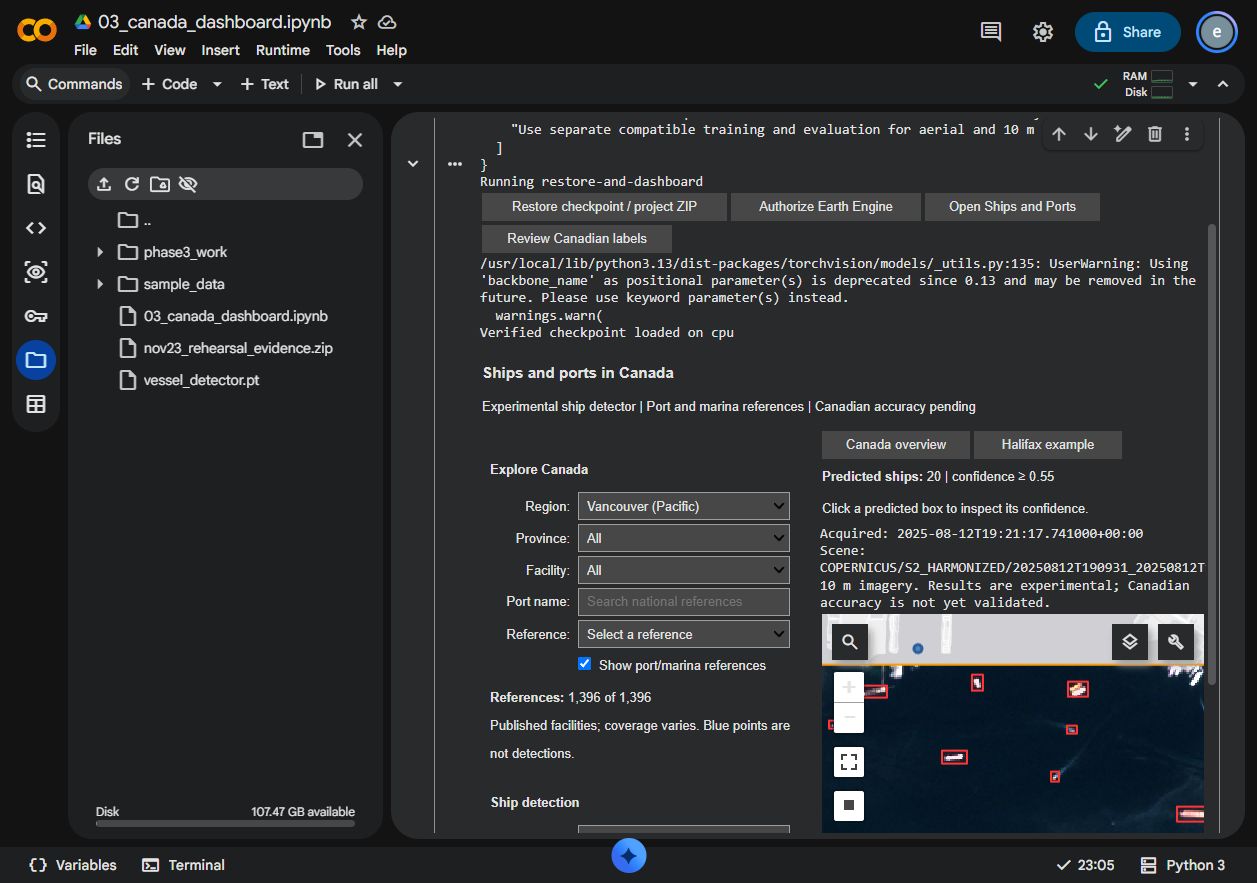 03_canada_dashboard.ipynb
File Edit View Insert Runtime Tools Help
Share
e
Commands + Code + Text Run all
RAM
Disk
Files
..
phase3_work
sample_data
03_canada_dashboard.ipynb
nov23_rehearsal_evidence.zip
vessel_detector.pt
Disk 107.47 GB available
"Use separate compatible training and evaluation for aerial and 10 m
]
}
Running restore-and-dashboard
Restore checkpoint / project ZIP Authorize Earth Engine Open Ships and Ports
Review Canadian labels
/usr/local/lib/python3.13/dist-packages/torchvision/models/_utils.py:135: UserWarning: Using
'backbone_name' as positional parameter(s) is deprecated since 0.13 and may be removed in the
future. Please use keyword parameter(s) instead.
warnings.warn(
Verified checkpoint loaded on cpu
Ships and ports in Canada
Experimental ship detector | Port and marina references | Canadian accuracy pending
Explore Canada
Region: Vancouver (Pacific)
Province: All
Facility: All
Port name: Search national references
Reference: Select a reference
Show port/marina references
References: 1,396 of 1,396
Published facilities; coverage varies. Blue points are
not detections.
Ship detection
Canada overview Halifax example
Predicted ships: 20 | confidence ≥ 0.55
Click a predicted box to inspect its confidence.
Acquired: 2025-08-12T19:21:17.741000+00:00
Scene:
COPERNICUS/S2_HARMONIZED/20250812T190931_20250812T
10 m imagery. Results are experimental; Canadian
accuracy is not yet validated.
+
−
Variables Terminal
23:05 Python 3